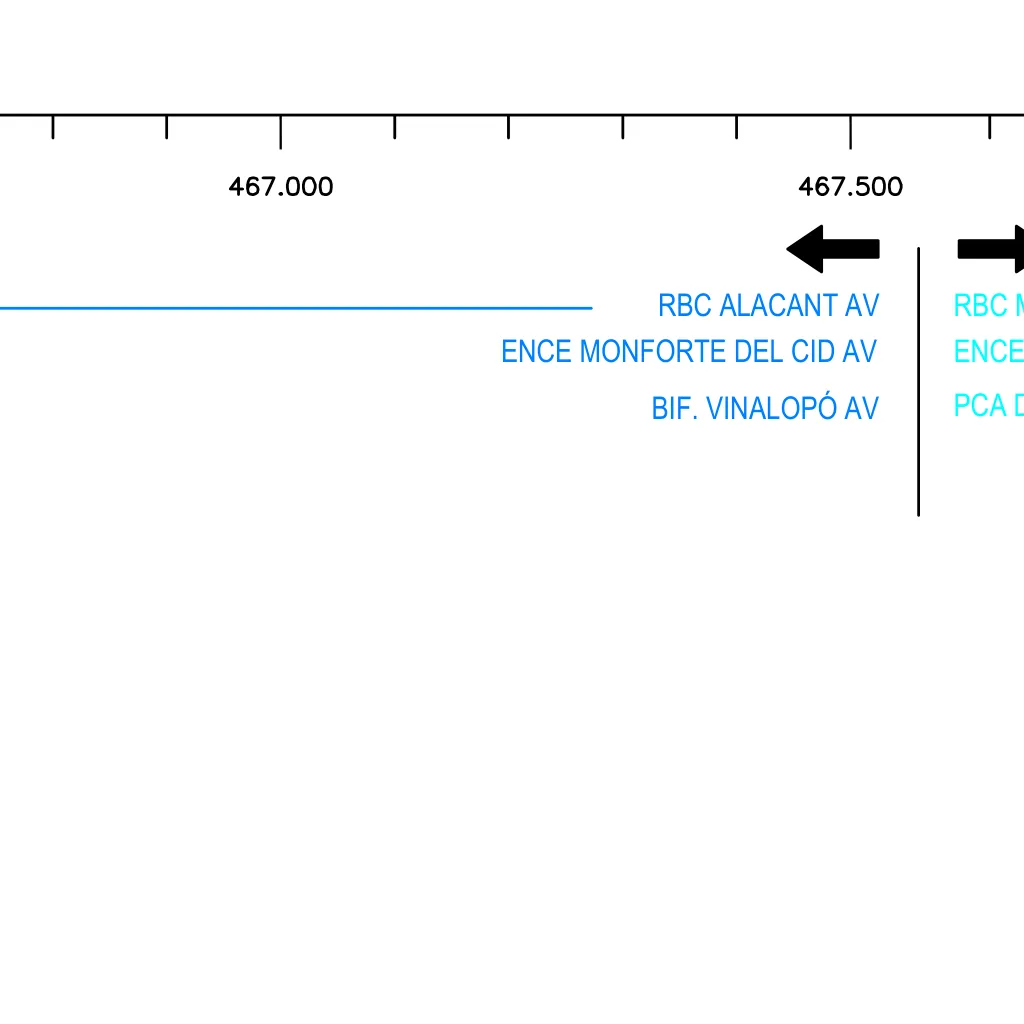 467.000
467.500
RBC ALACANT AV
RBC
ENCE MONFORTE DEL CID AV
ENCE
BIF. VINALOPÓ AV
PCA